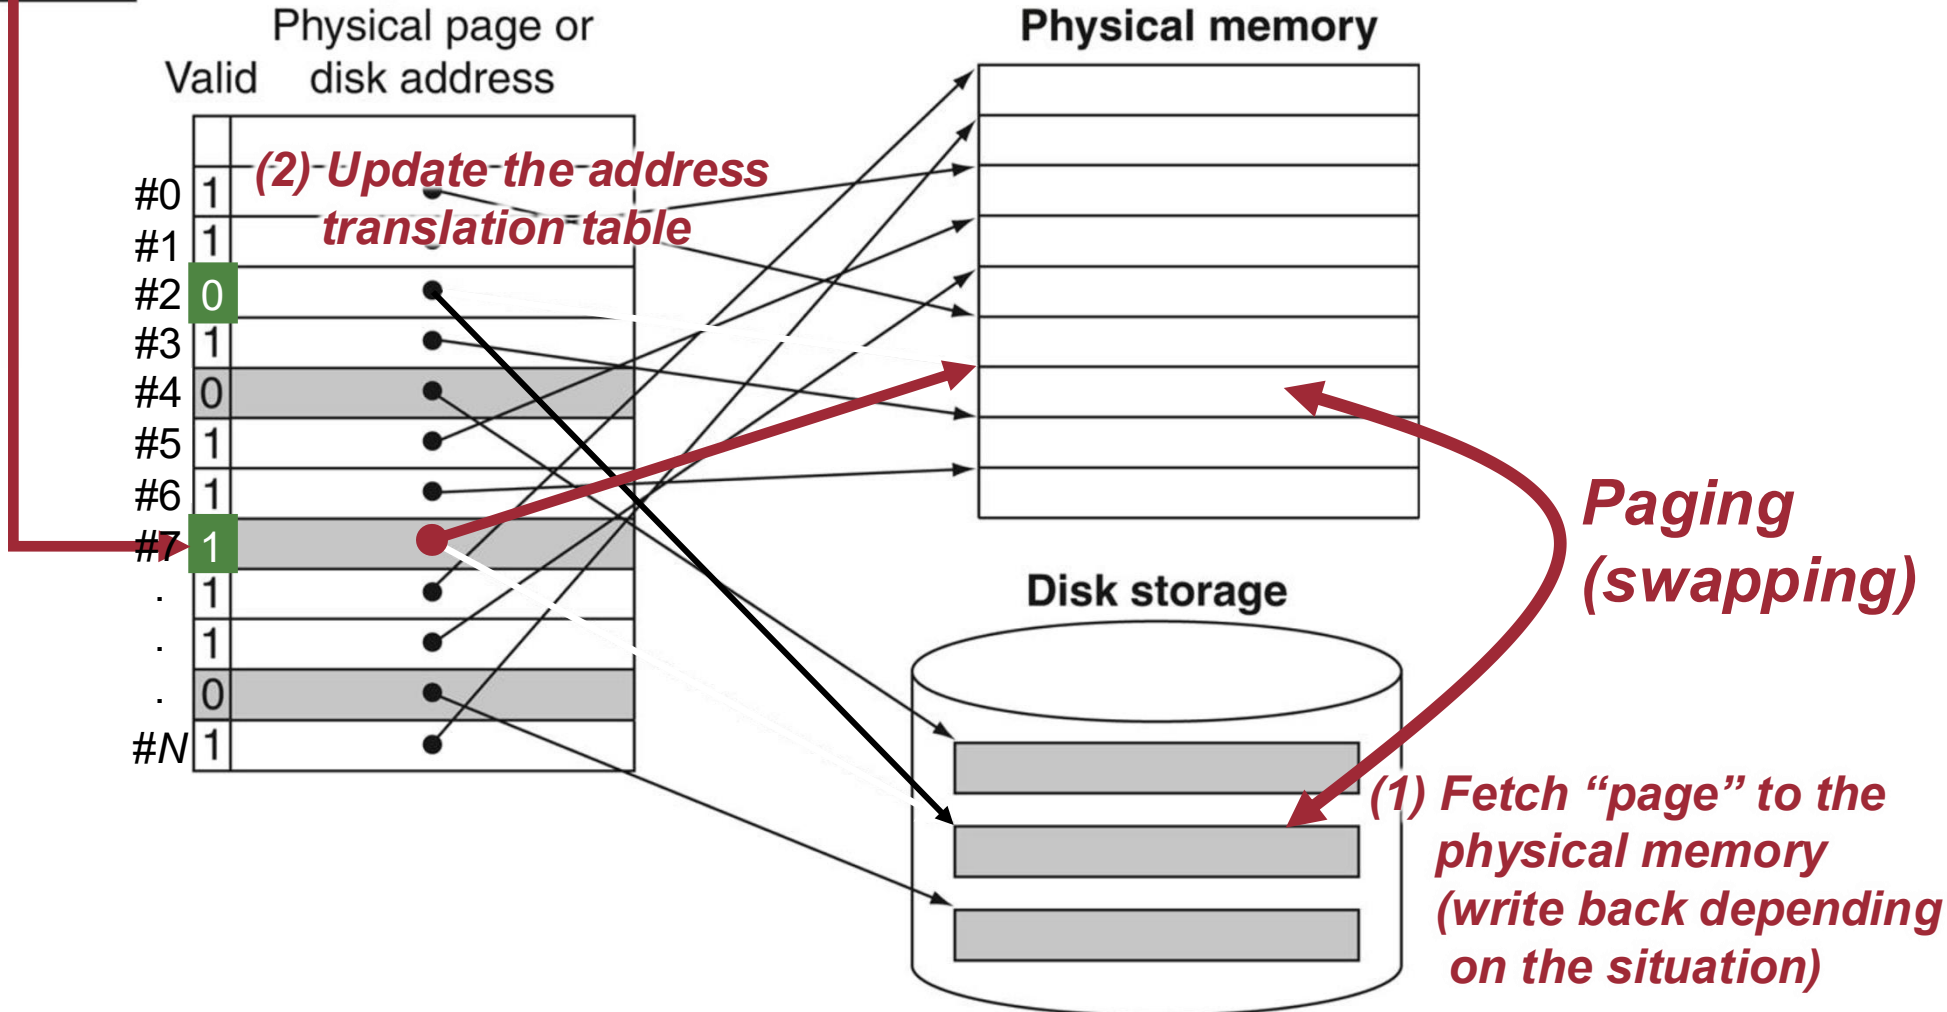 Physical page or
Valid disk address
Physical memory
(2) Update the address
translation table
#0 1
#1 1
#2 0
#3 1
#4 0
#5 1
#6 1
#7 1
. 1
. 1
. 0
#N 1
Paging
(swapping)
Disk storage
(1) Fetch “page” to the
physical memory
(write back depending
on the situation)